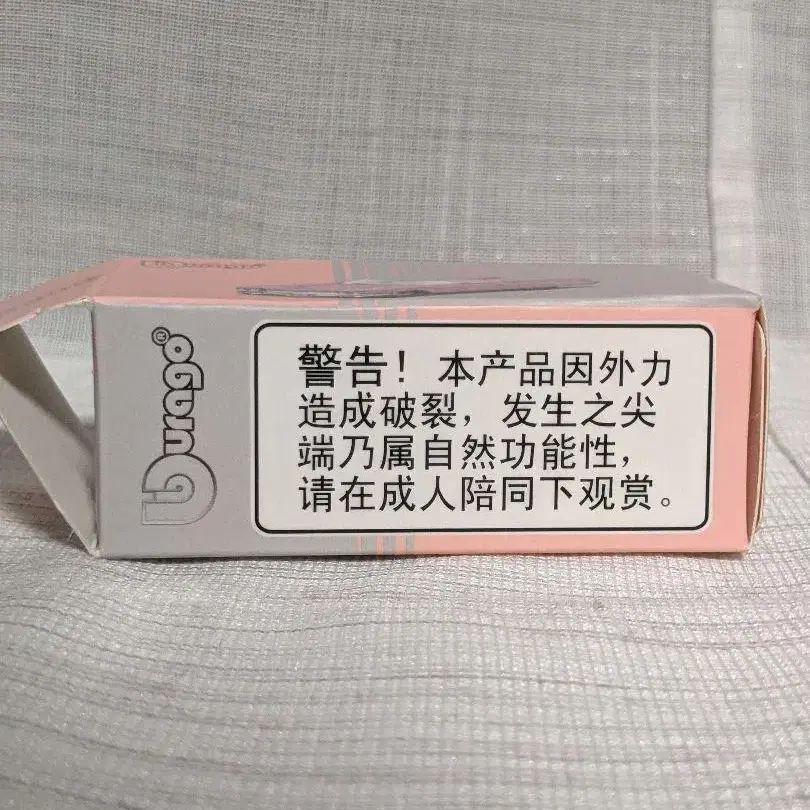 Burago®
警告！本产品因外力
造成破裂，发生之尖
端乃属自然功能性，
请在成人陪同下观赏。